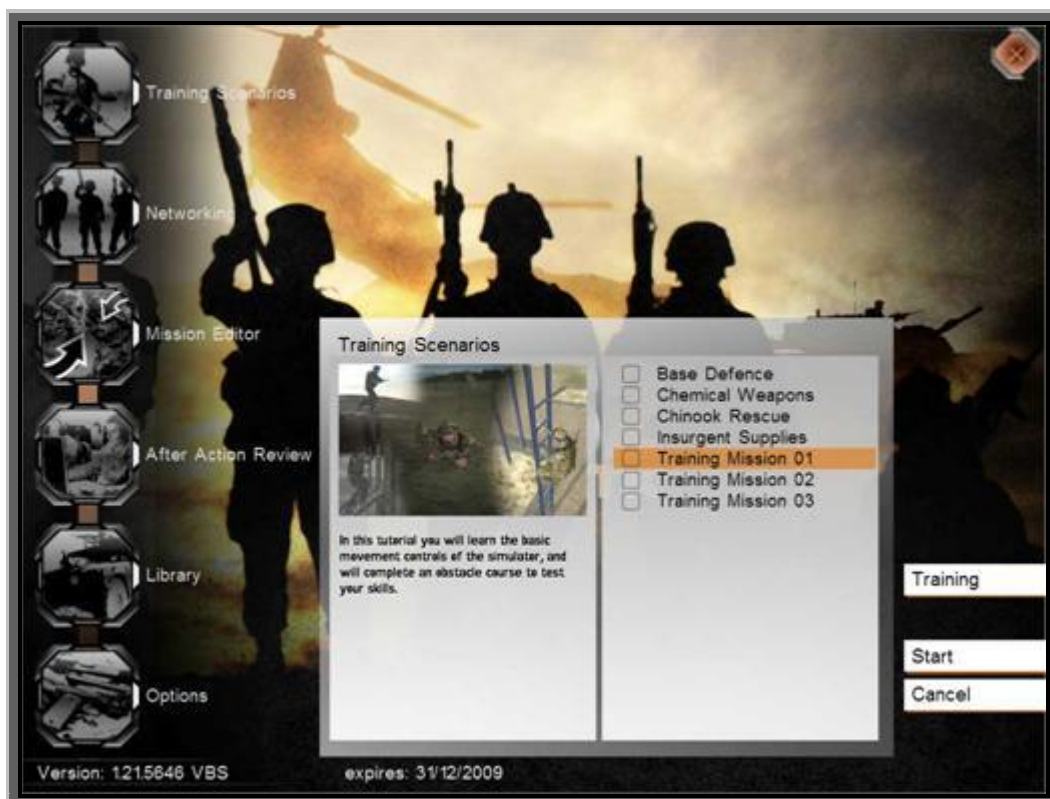 Training Scenarios
Networking
Mission Editor
After Action Review
Library
Options
Training Scenarios
In this tutorial you will learn the basic
movement controls of the simulator, and
will complete an obstacle course to test
your skills.
Base Defence
Chemical Weapons
Chinook Rescue
Insurgent Supplies
Training Mission 01
Training Mission 02
Training Mission 03
Training
Start
Cancel
Version: 1.21.5646 VBS
expires: 31/12/2009